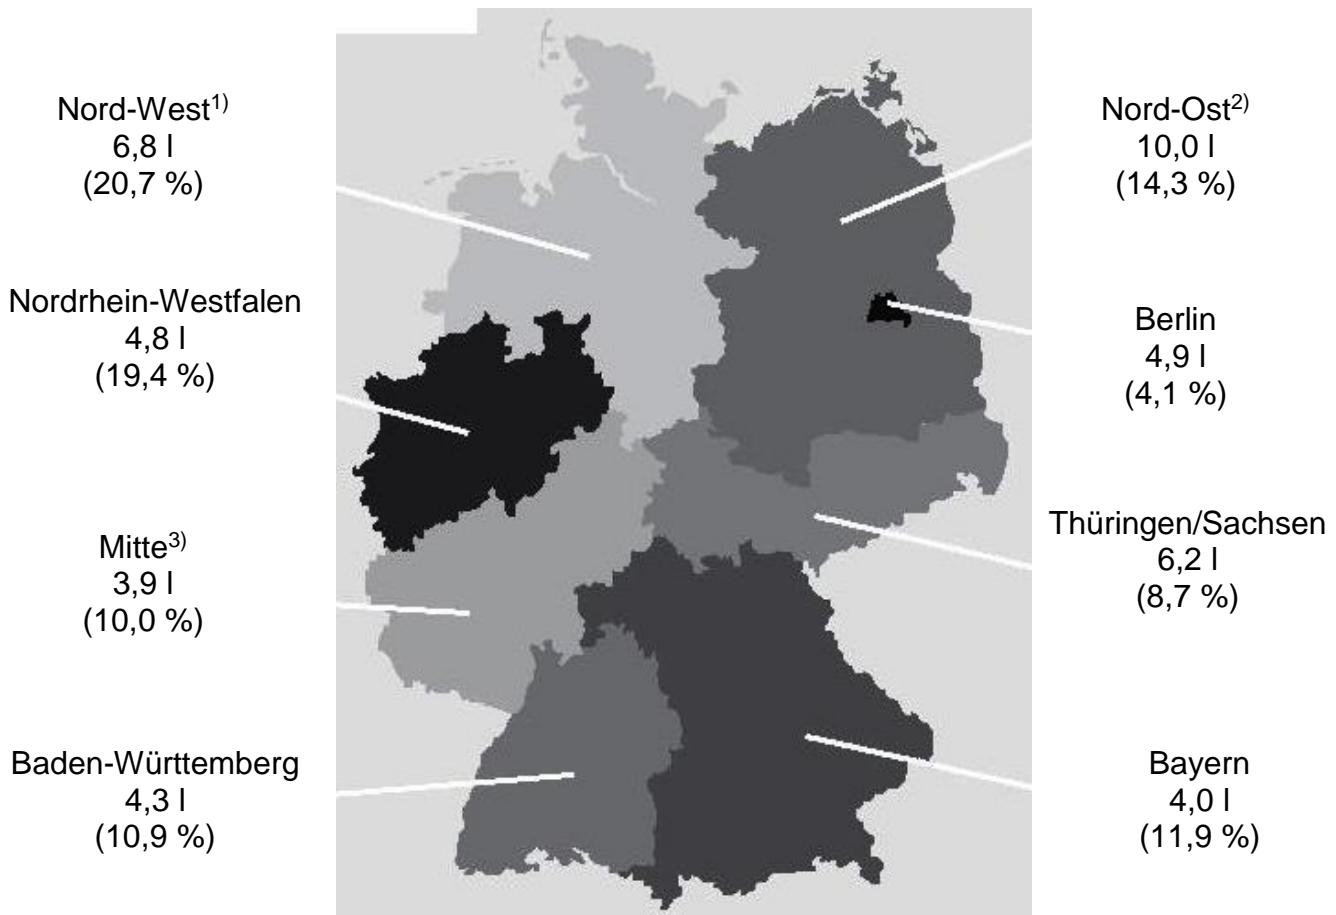 Nord-West1)
6,8 l
(20,7 %)
Nordrhein-Westfalen
4,8 l
(19,4 %)
Mitte3)
3,9 l
(10,0 %)
Baden-Württemberg
4,3 l
(10,9 %)
Nord-Ost2)
10,0 l
(14,3 %)
Berlin
4,9 l
(4,1 %)
Thüringen/Sachsen
6,2 l
(8,7 %)
Bayern
4,0 l
(11,9 %)